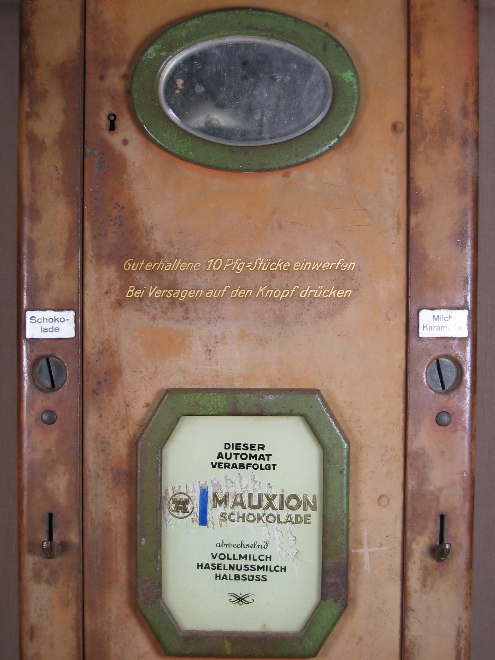 Guterhaltene 10 Pfg=Stücke einwerfen
Bei Versagen auf den Knopf drücken
Schoko-
lade
Milch-
DIESER
AUTOMAT
VERABFOLGT
MAUXION
SCHOKOLADE
abwechselnd
VOLLMILCH
HASELNUSSMILCH
HALBSÜSS